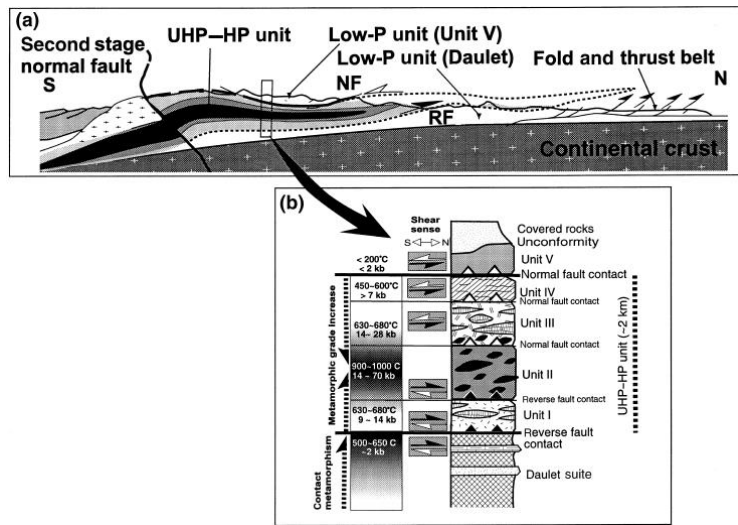 (a)
Second stage
normal fault
S
UHP–HP unit
Low-P unit (Unit V)
Low-P unit (Daulet)
NF
RF
Fold and thrust belt
N
Continental crust
(b)
Shear
sense
S N
Covered rocks
Unconformity
< 200°C
< 2 kb
Unit V
Normal fault contact
450~600°C
> 7 kb
Unit IV
Normal fault contact
630~680°C
14~ 28 kb
Unit III
Normal fault contact
900~1000 C
14 ~ 70 kb
Unit II
Reverse fault contact
630~680°C
9 ~ 14 kb
Unit I
Reverse fault
contact
500~650 C
~2 kb
Daulet suite
Metamorphic grade increase
Contact
metamorphism
UHP–HP unit (~2 km)